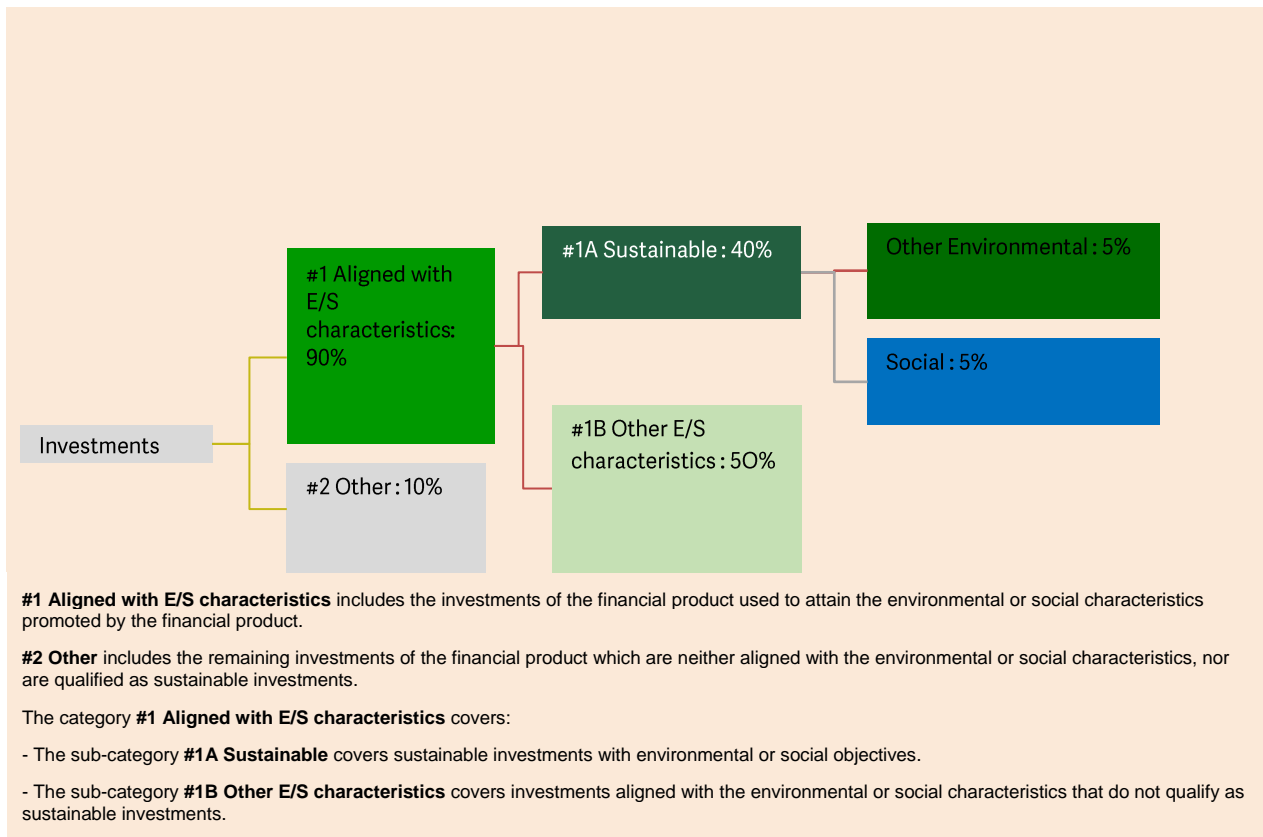 #1A Sustainable : 40%
Other Environmental : 5%
#1 Aligned with
E/S
characteristics:
90%
Social : 5%
#1B Other E/S
characteristics : 5O%
Investments
#2 Other : 10%
#1 Aligned with E/S characteristics includes the investments of the financial product used to attain the environmental or social characteristics
promoted by the financial product.
#2 Other includes the remaining investments of the financial product which are neither aligned with the environmental or social characteristics, nor
are qualified as sustainable investments.
The category #1 Aligned with E/S characteristics covers:
- The sub-category #1A Sustainable covers sustainable investments with environmental or social objectives.
- The sub-category #1B Other E/S characteristics covers investments aligned with the environmental or social characteristics that do not qualify as
sustainable investments.